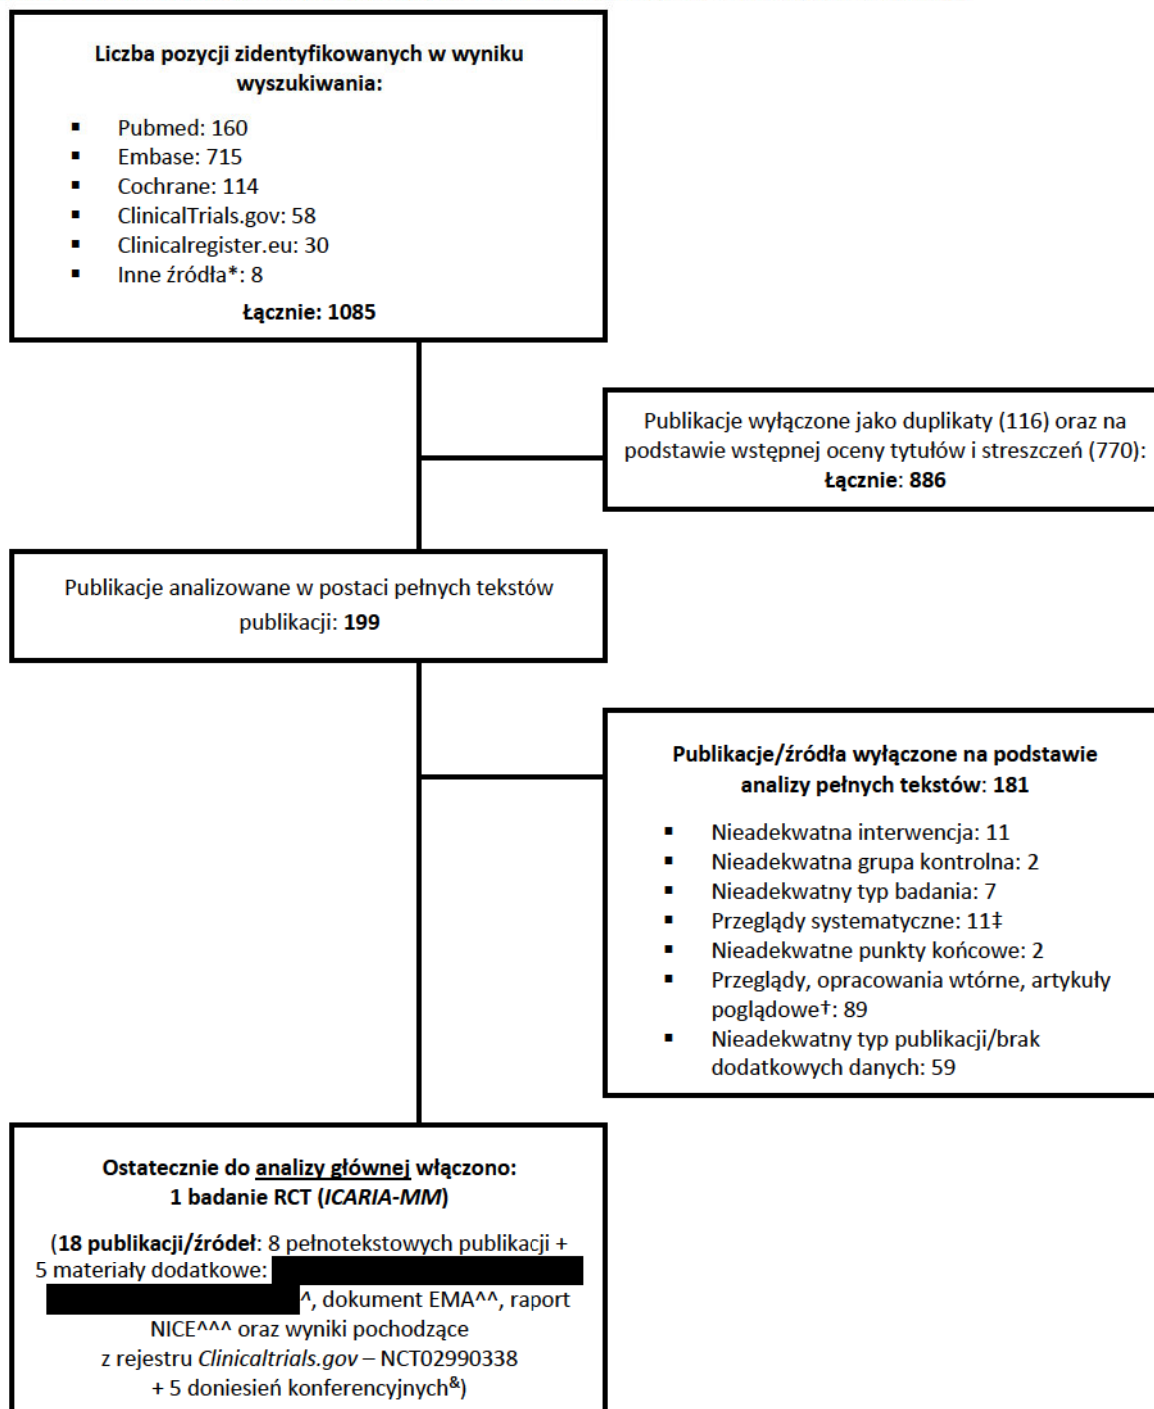 Liczba pozycji zidentyfikowanych w wyniku
wyszukiwania:
▪ Pubmed: 160
▪ Embase: 715
▪ Cochrane: 114
▪ ClinicalTrials.gov: 58
▪ Clinicalregister.eu: 30
▪ Inne źródła*: 8
Łącznie: 1085
Publikacje wyłączone jako duplikaty (116) oraz na
podstawie wstępnej oceny tytułów i streszczeń (770):
Łącznie: 886
Publikacje analizowane w postaci pełnych tekstów
publikacji: 199
Publikacje/źródła wyłączone na podstawie
analizy pełnych tekstów: 181
▪ Nieadekwatna interwencja: 11
▪ Nieadekwatna grupa kontrolna: 2
▪ Nieadekwatny typ badania: 7
▪ Przeglądy systematyczne: 11‡
▪ Nieadekwatne punkty końcowe: 2
▪ Przeglądy, opracowania wtórne, artykuły
poglądowe†: 89
▪ Nieadekwatny typ publikacji/brak
dodatkowych danych: 59
Ostatecznie do analizy głównej włączono:
1 badanie RCT (ICARIA-MM)
(18 publikacji/źródeł: 8 pełnotekstowych publikacji +
5 materiały dodatkowe:
^, dokument EMA^^, raport
NICE^^^ oraz wyniki pochodzące
z rejestru Clinicaltrials.gov – NCT02990338
+ 5 doniesień konferencyjnych&)